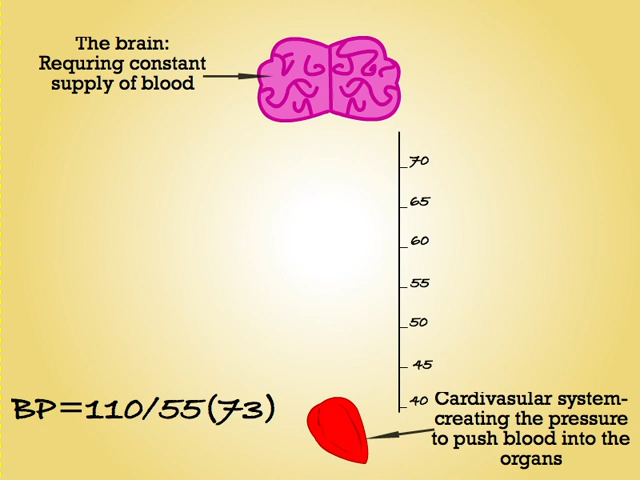 The brain:
Requring constant
supply of blood
70
65
60
55
50
45
40
BP=110/55(73)
Cardivasular system-
creating the pressure
to push blood into the
organs